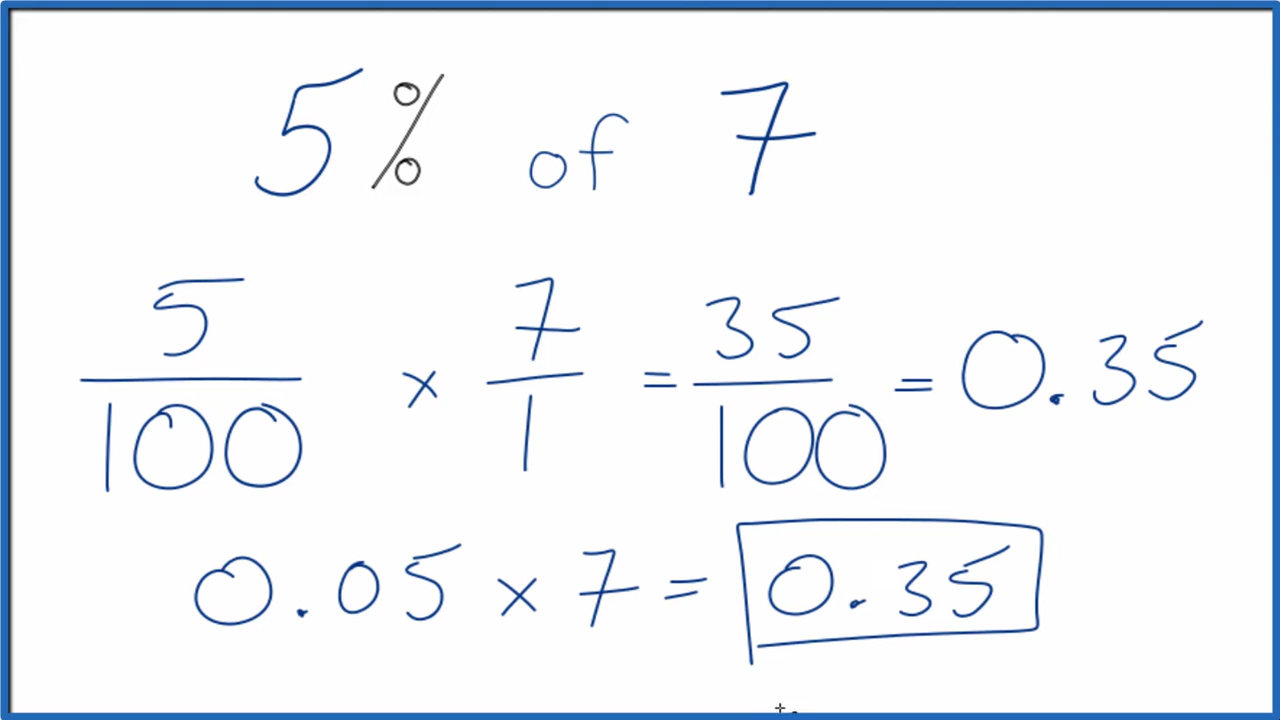 5% of 7
5/100 × 7/1 = 35/100 = 0.35
0.05 × 7 = 0.35